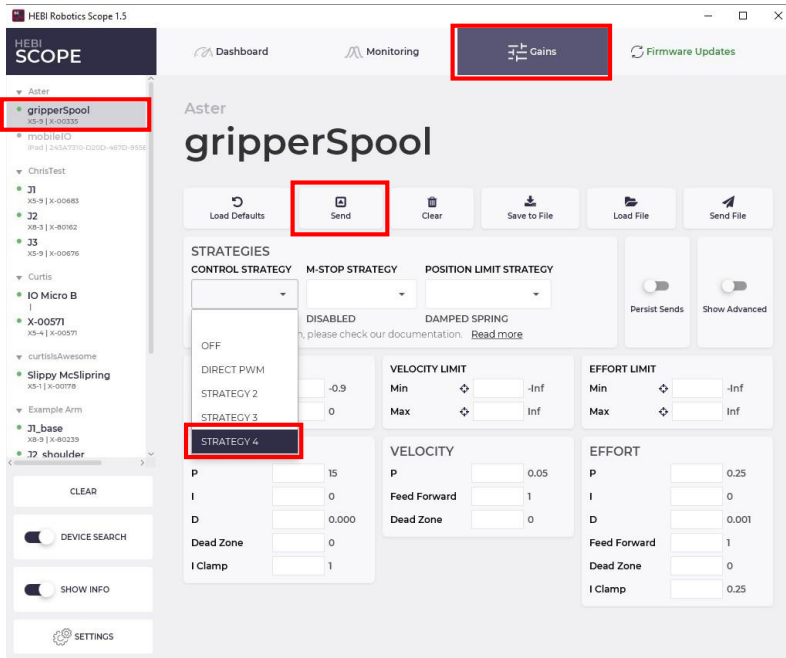 HEBI Robotics Scope 1.5
HEBI
SCOPE
Dashboard
Monitoring
Gains
Firmware Updates
Aster
gripperSpool
X5-9 | X-00335
mobileIO
ChrisTest
J1
X5-9 | X-00683
J2
X8-3 | X-80162
J3
X5-9 | X-00676
Curtis
IO Micro B
|
X-00571
X5-4 | X-00571
curtisIsAwesome
Slippy McSlipring
X5-1 | X-00178
Example Arm
J1_base
X8-9 | X-80239
J2_shoulder
CLEAR
DEVICE SEARCH
SHOW INFO
SETTINGS
Aster
gripperSpool
Load Defaults
Send
Clear
Save to File
Load File
Send File
STRATEGIES
CONTROL STRATEGY M-STOP STRATEGY POSITION LIMIT STRATEGY
DISABLED DAMPED SPRING
, please check our documentation. Read more
Persist Sends
Show Advanced
OFF
DIRECT PWM
STRATEGY 2
STRATEGY 3
STRATEGY 4
-0.9
0
VELOCITY LIMIT
Min -Inf
Max Inf
EFFORT LIMIT
Min -Inf
Max Inf
P 15
I 0
D 0.000
Dead Zone 0
I Clamp 1
VELOCITY
P 0.05
Feed Forward 1
Dead Zone 0
EFFORT
P 0.25
I 0
D 0.001
Feed Forward 1
Dead Zone 0
I Clamp 0.25